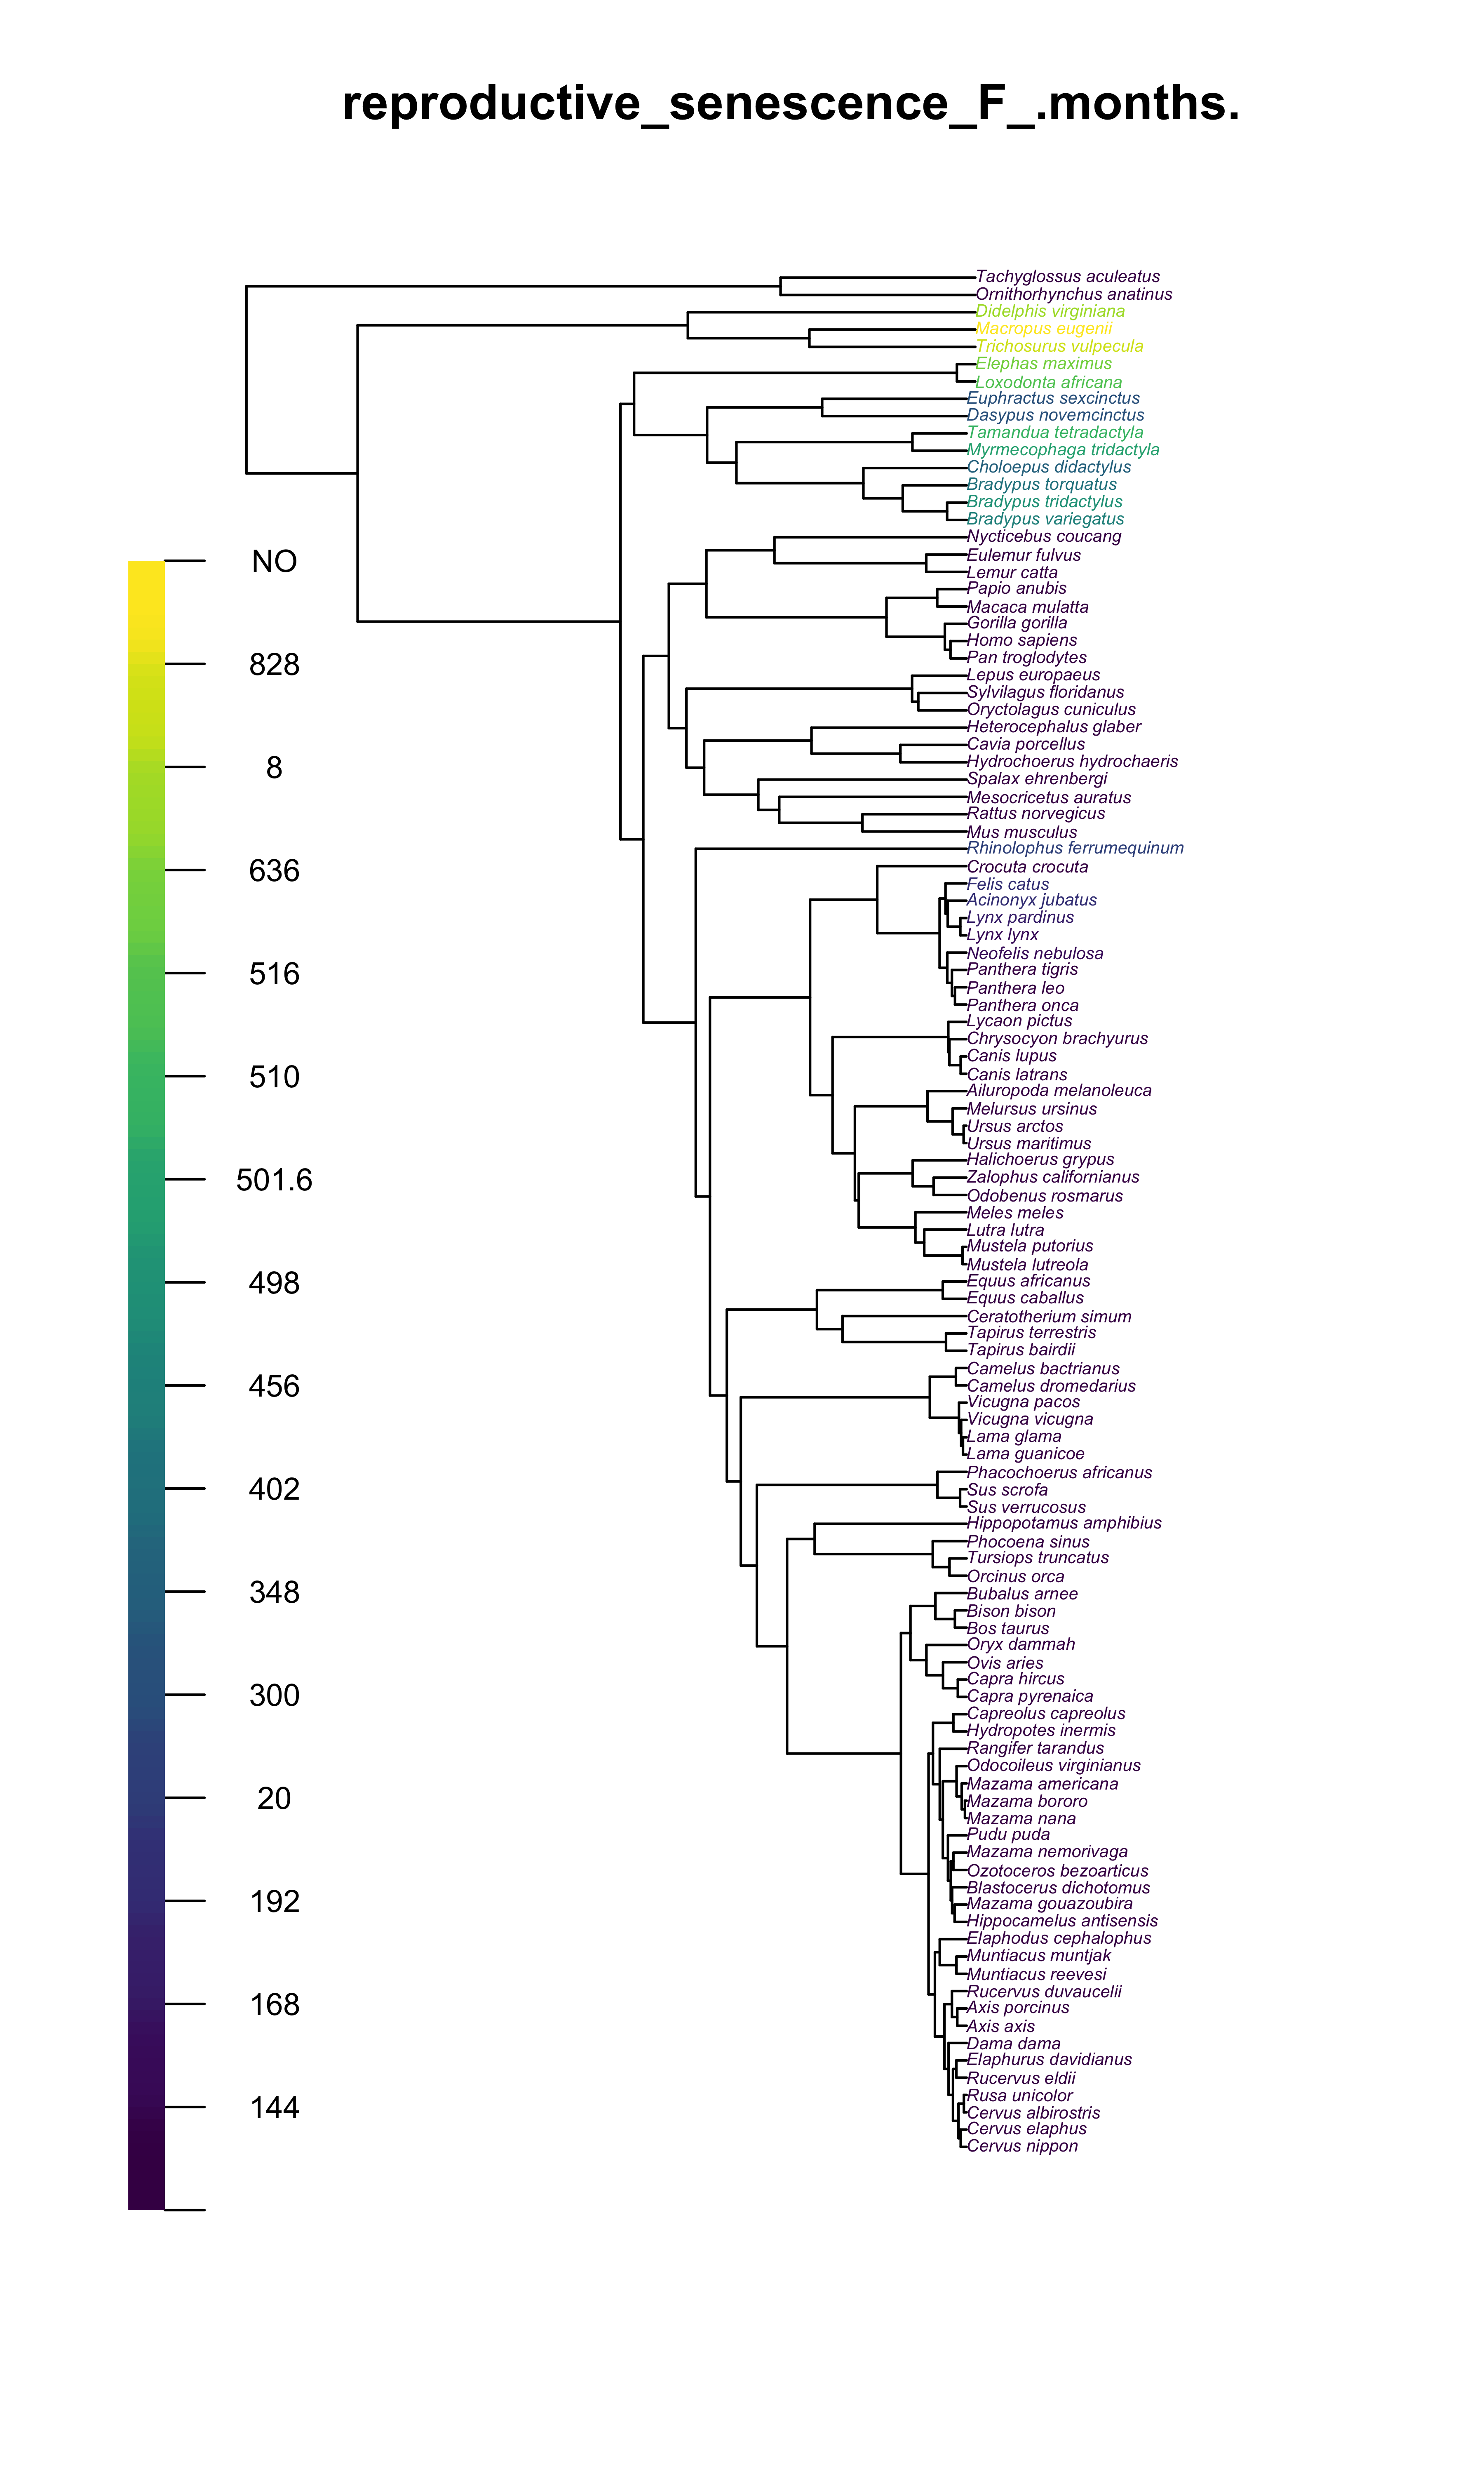 reproductive_senescence_F_.months.
Tachyglossus aculeatus
Ornithorhynchus anatinus
Didelphis virginiana
Macropus eugenii
Trichosurus vulpecula
Elephas maximus
Loxodonta africana
Euphractus sexcinctus
Dasypus novemcinctus
Tamandua tetradactyla
Myrmecophaga tridactyla
Choloepus didactylus
Bradypus torquatus
Bradypus tridactylus
Bradypus variegatus
Nycticebus coucang
Eulemur fulvus
Lemur catta
Papio anubis
Macaca mulatta
Gorilla gorilla
Homo sapiens
Pan troglodytes
Lepus europaeus
Sylvilagus floridanus
Oryctolagus cuniculus
Heterocephalus glaber
Cavia porcellus
Hydrochoerus hydrochaeris
Spalax ehrenbergi
Mesocricetus auratus
Rattus norvegicus
Mus musculus
Rhinolophus ferrumequinum
Crocuta crocuta
Felis catus
Acinonyx jubatus
Lynx pardinus
Lynx lynx
Neofelis nebulosa
Panthera tigris
Panthera leo
Panthera onca
Lycaon pictus
Chrysocyon brachyurus
Canis lupus
Canis latrans
Ailuropoda melanoleuca
Melursus ursinus
Ursus arctos
Ursus maritimus
Halichoerus grypus
Zalophus californianus
Odobenus rosmarus
Meles meles
Lutra lutra
Mustela putorius
Mustela lutreola
Equus africanus
Equus caballus
Ceratotherium simum
Tapirus terrestris
Tapirus bairdii
Camelus bactrianus
Camelus dromedarius
Vicugna pacos
Vicugna vicugna
Lama glama
Lama guanicoe
Phacochoerus africanus
Sus scrofa
Sus verrucosus
Hippopotamus amphibius
Phocoena sinus
Tursiops truncatus
Orcinus orca
Bubalus arnee
Bison bison
Bos taurus
Oryx dammah
Ovis aries
Capra hircus
Capra pyrenaica
Capreolus capreolus
Hydropotes inermis
Rangifer tarandus
Odocoileus virginianus
Mazama americana
Mazama bororo
Mazama nana
Pudu puda
Mazama nemorivaga
Ozotoceros bezoarticus
Blastocerus dichotomus
Mazama gouazoubira
Hippocamelus antisensis
Elaphodus cephalophus
Muntiacus muntjak
Muntiacus reevesi
Rucervus duvaucelii
Axis porcinus
Axis axis
Dama dama
Elaphurus davidianus
Rucervus eldii
Rusa unicolor
Cervus albirostris
Cervus elaphus
Cervus nippon
NO
828
8
636
516
510
501.6
498
456
402
348
300
20
192
168
144